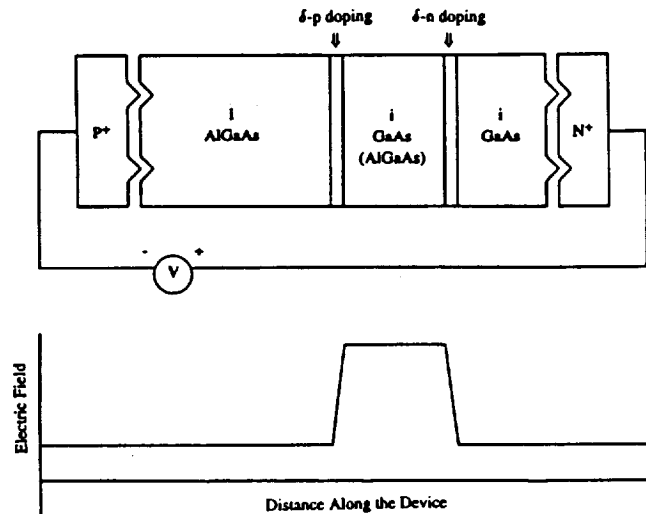 δ-p doping δ-n doping
P+
i
AlGaAs
i
GaAs
(AlGaAs)
i
GaAs
N+
- +
V
Electric Field
Distance Along the Device